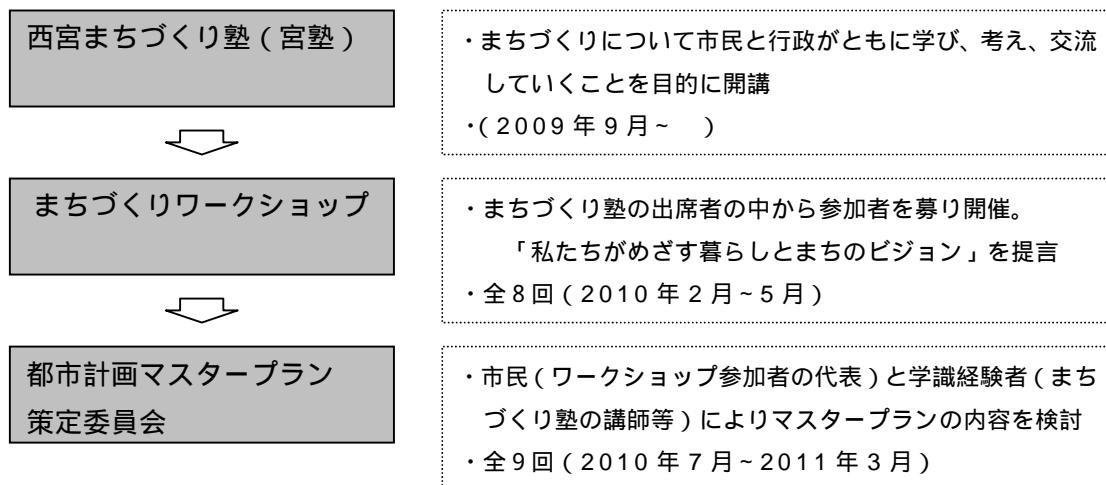 西宮まちづくり塾（宮塾）
・まちづくりについて市民と行政がともに学び、考え、交流
していくことを目的に開講
・（2009年9月～　）
まちづくりワークショップ
・まちづくり塾の出席者の中から参加者を募り開催。
「私たちがめざす暮らしとまちのビジョン」を提言
・全8回（2010年2月～5月）
都市計画マスタープラン
策定委員会
・市民（ワークショップ参加者の代表）と学識経験者（まち
づくり塾の講師等）によりマスタープランの内容を検討
・全9回（2010年7月～2011年3月）